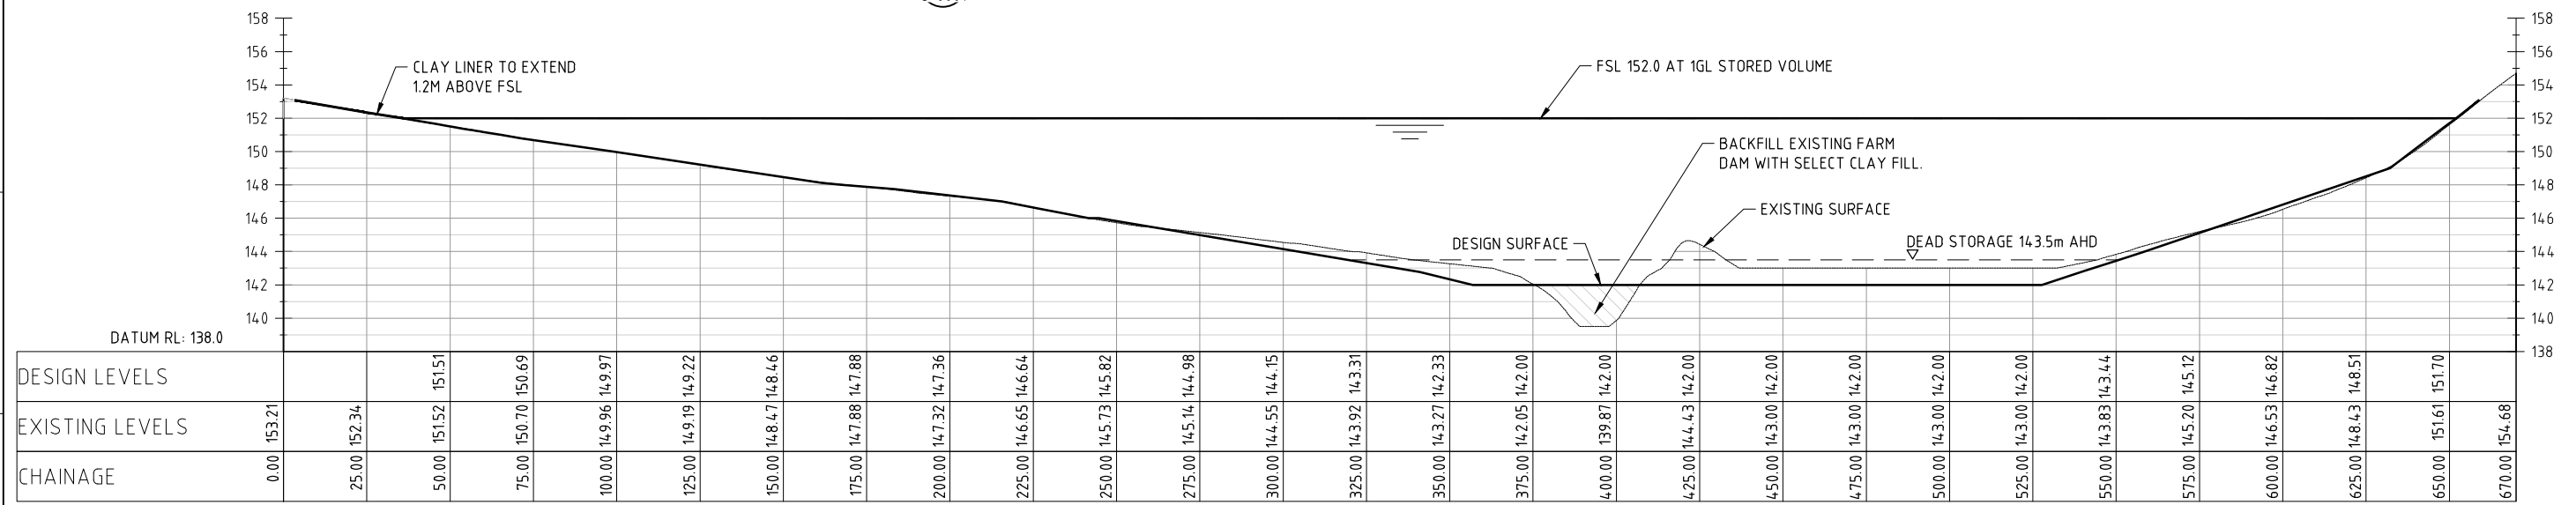 158
158
156
156
CLAY LINER TO EXTEND
1.2M ABOVE FSL
FSL 152.0 AT 1GL STORED VOLUME
154
154
152
152
BACKFILL EXISTING FARM
DAM WITH SELECT CLAY FILL.
150
150
148
148
EXISTING SURFACE
146
146
DESIGN SURFACE
DEAD STORAGE 143.5m AHD
144
144
142
142
140
140
DATUM RL: 138.0
138
DESIGN LEVELS 151.51 150.69 149.97 149.22 148.46 147.88 147.36 146.64 145.82 144.98 144.15 143.31 142.33 142.00 142.00 142.00 142.00 142.00 142.00 142.00 143.44 145.12 146.82 148.51 151.70
EXISTING LEVELS 153.21 152.34 151.52 150.70 149.96 149.19 148.47 147.88 147.32 146.65 145.73 145.14 144.55 143.92 143.27 142.05 139.87 144.43 143.00 143.00 143.00 143.00 143.83 145.20 146.53 148.43 151.61 154.68
CHAINAGE 0.00 25.00 50.00 75.00 100.00 125.00 150.00 175.00 200.00 225.00 250.00 275.00 300.00 325.00 350.00 375.00 400.00 425.00 450.00 475.00 500.00 525.00 550.00 575.00 600.00 625.00 650.00 670.00